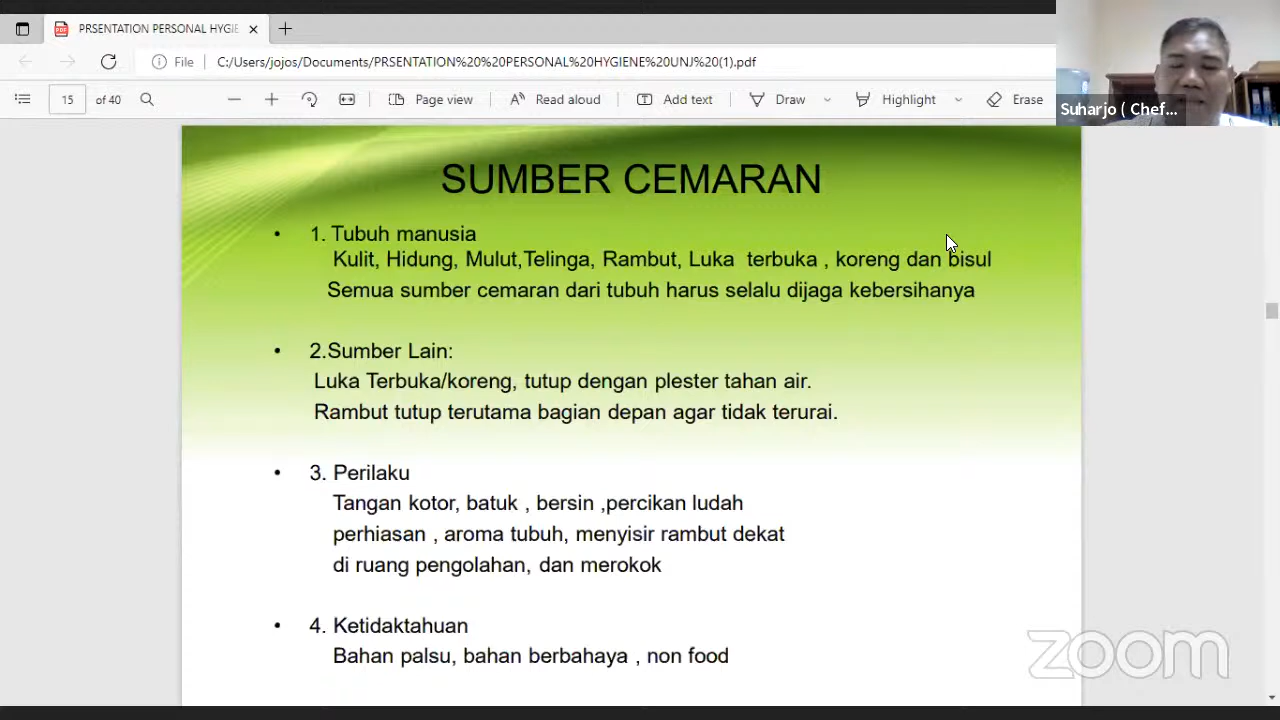 PRSENTATION PERSONAL HYGIE
File C:/Users/jojos/Documents/PRSENTATION%20%20PERSONAL%20HYGIENE%20UNJ%20(1).pdf
15 of 40 Page view Read aloud Add text Draw Highlight Erase
Suharjo ( Chef...
SUMBER CEMARAN
• 1. Tubuh manusia
Kulit, Hidung, Mulut,Telinga, Rambut, Luka terbuka , koreng dan bisul
Semua sumber cemaran dari tubuh harus selalu dijaga kebersihanya
• 2.Sumber Lain:
Luka Terbuka/koreng, tutup dengan plester tahan air.
Rambut tutup terutama bagian depan agar tidak terurai.
• 3. Perilaku
Tangan kotor, batuk , bersin ,percikan ludah
perhiasan , aroma tubuh, menyisir rambut dekat
di ruang pengolahan, dan merokok
• 4. Ketidaktahuan
Bahan palsu, bahan berbahaya , non food
zoom